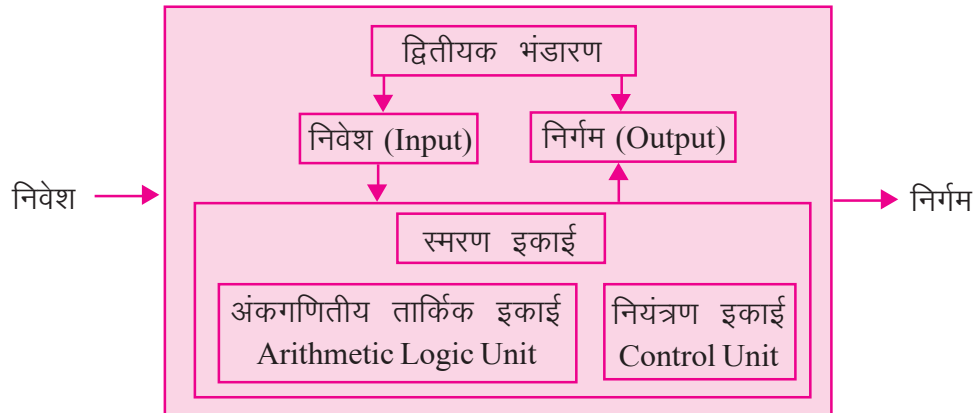 द्वितीयक भंडारण
निवेश (Input)
निर्गम (Output)
निवेश
निर्गम
स्मरण इकाई
अंकगणितीय तार्किक इकाई
Arithmetic Logic Unit
नियंत्रण इकाई
Control Unit